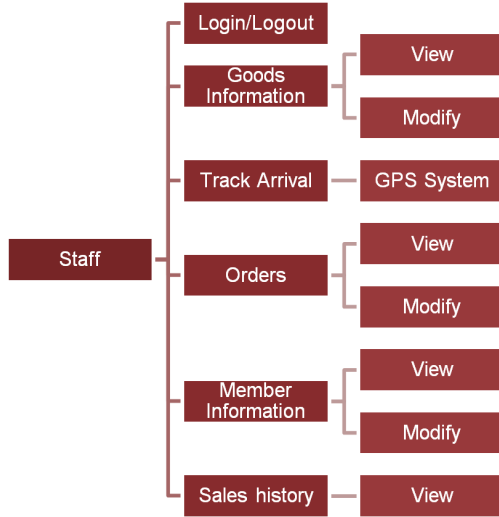 Staff
Login/Logout
Goods
Information
View
Modify
Track Arrival
GPS System
Orders
View
Modify
Member
Information
View
Modify
Sales history
View